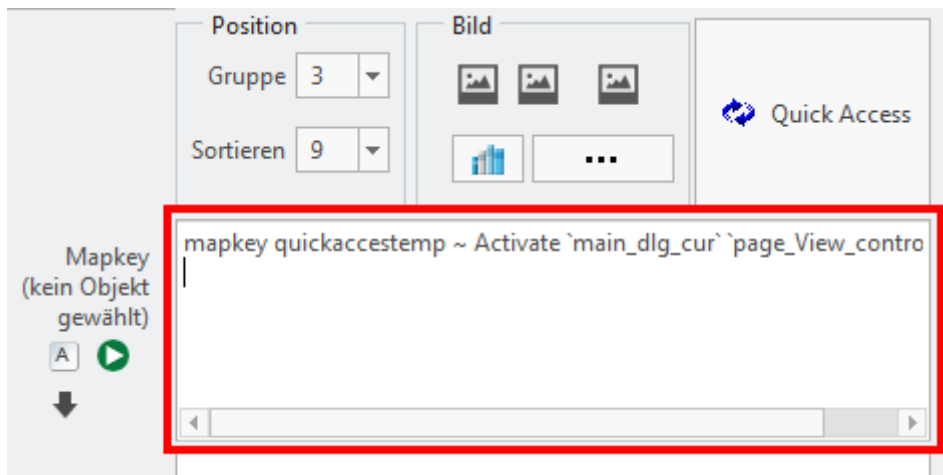 Position
Bild
Gruppe 3
Sortieren 9
...
Quick Access
Mapkey
(kein Objekt
gewählt)
A
mapkey quickaccestemp ~ Activate `main_dlg_cur` `page_View_contro